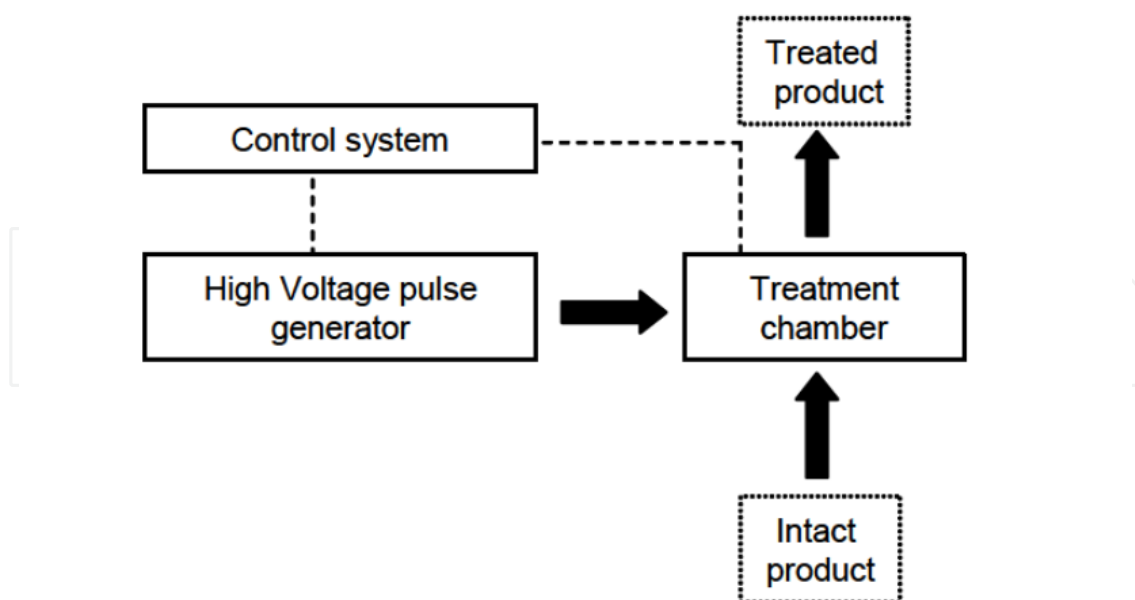 Treated
product
Control system
High Voltage pulse
generator
Treatment
chamber
Intact
product